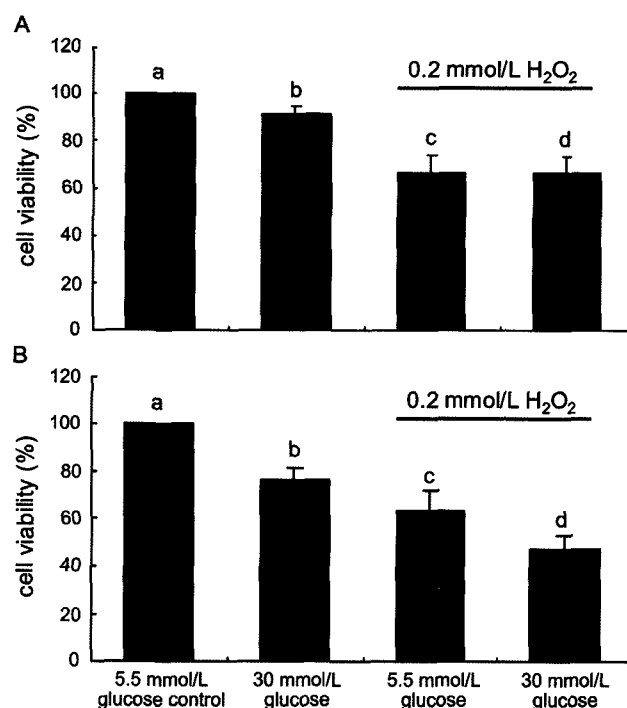 A
120
100
80
60
40
20
0
cell viability (%)
a
b
0.2 mmol/L H₂O₂
c
d
B
120
100
80
60
40
20
0
cell viability (%)
a
b
0.2 mmol/L H₂O₂
c
d
5.5 mmol/L
glucose control
30 mmol/L
glucose
5.5 mmol/L
glucose
30 mmol/L
glucose